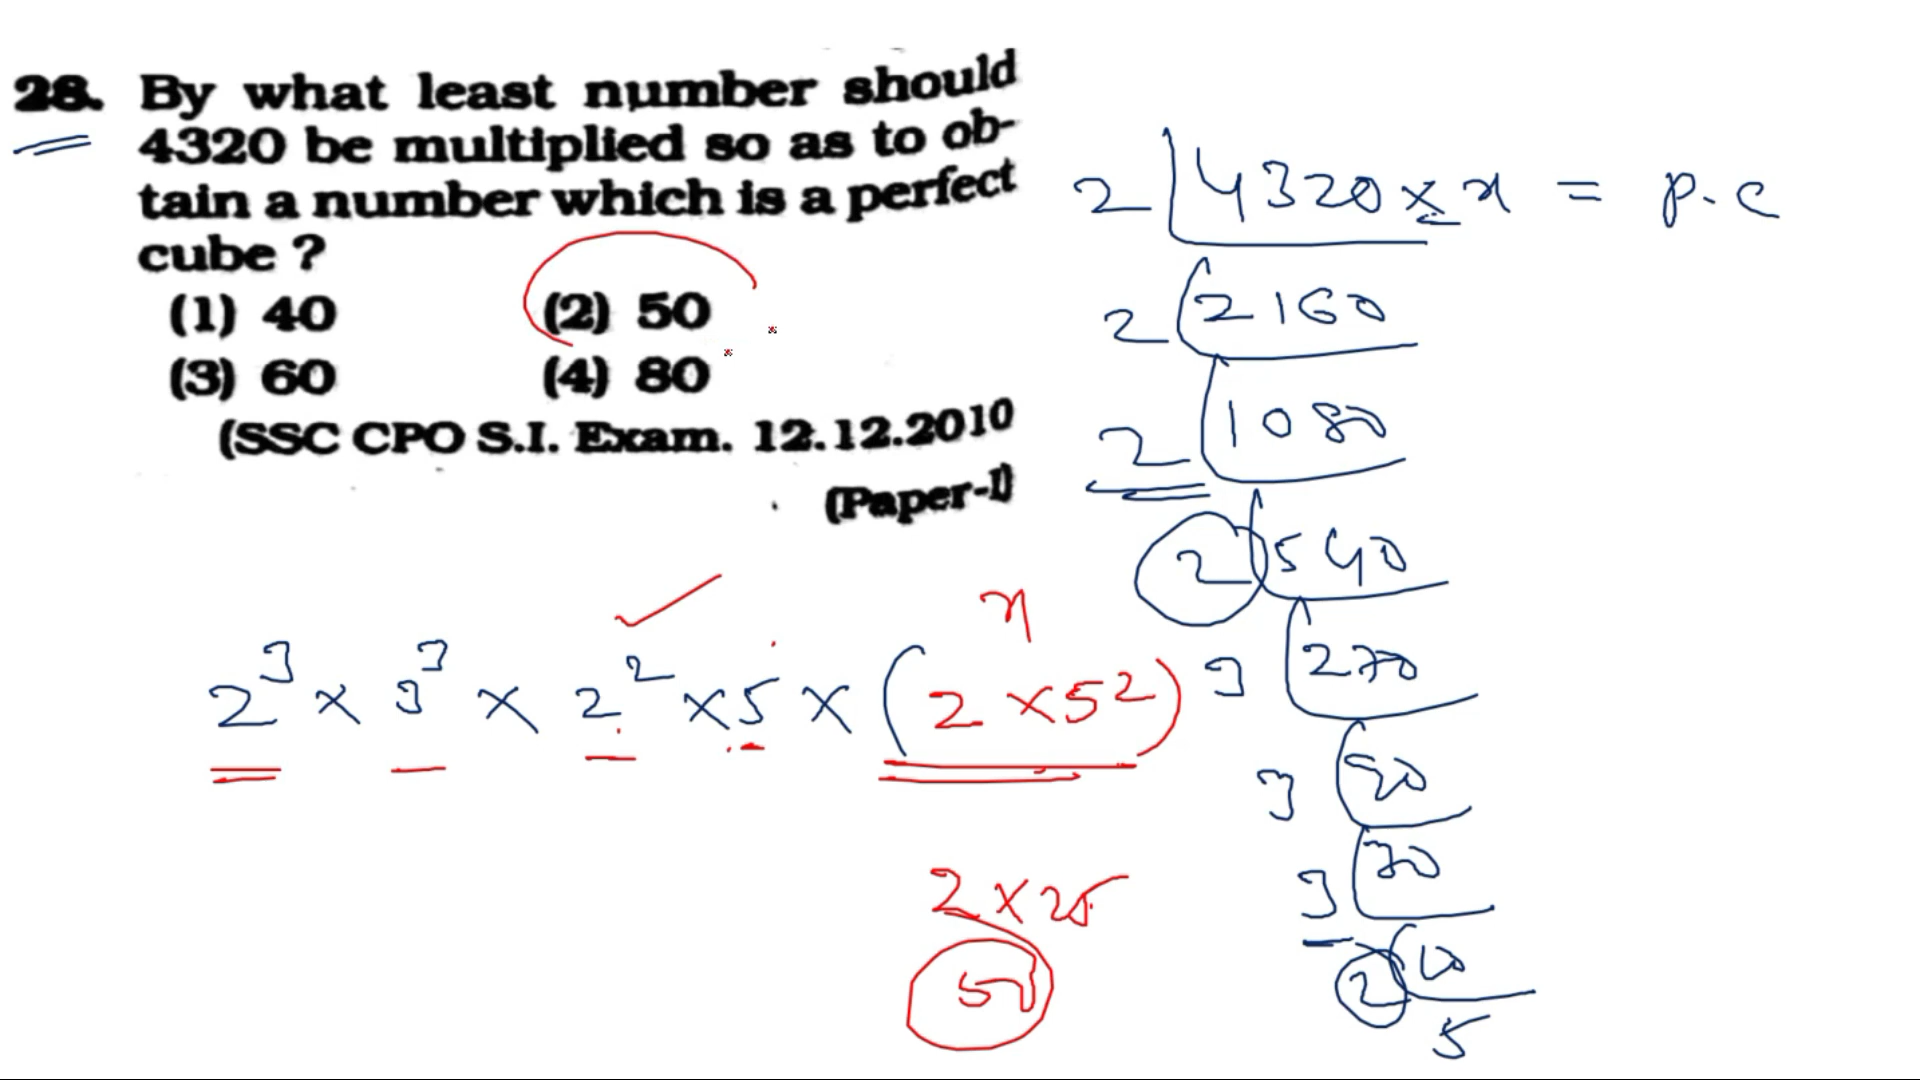 28. By what least number should
4320 be multiplied so as to ob-
tain a number which is a perfect
cube ?
(1) 40 (2) 50
(3) 60 (4) 80
(SSC CPO S.I. Exam. 12.12.2010
(Paper-I)
2 4320 × x = p.c
2 2160
2 1080
2 540
3 270
3 90
3 30
2 10
5
x
2³ × 3³ × 2² × 5 × (2 × 5²)
2 × 25